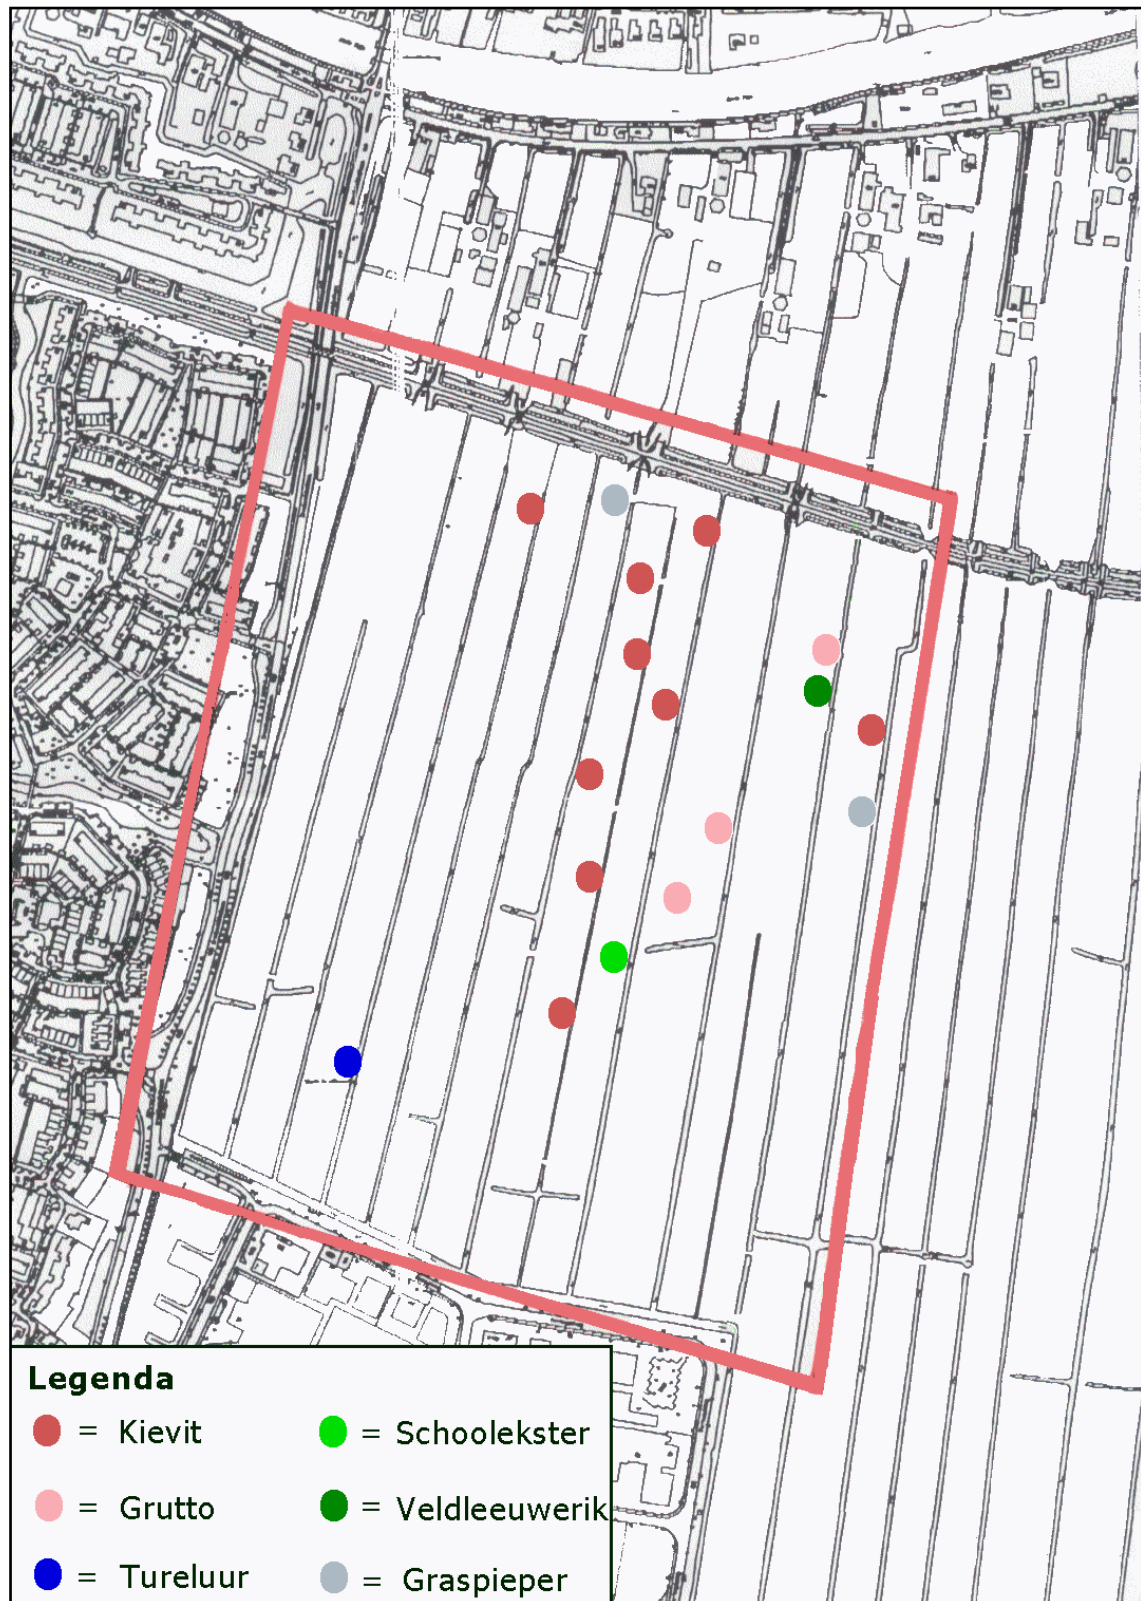 Legenda
= Kievit
= Schoolekster
= Grutto
= Veldleeuwerik
= Tureluur
= Graspieper